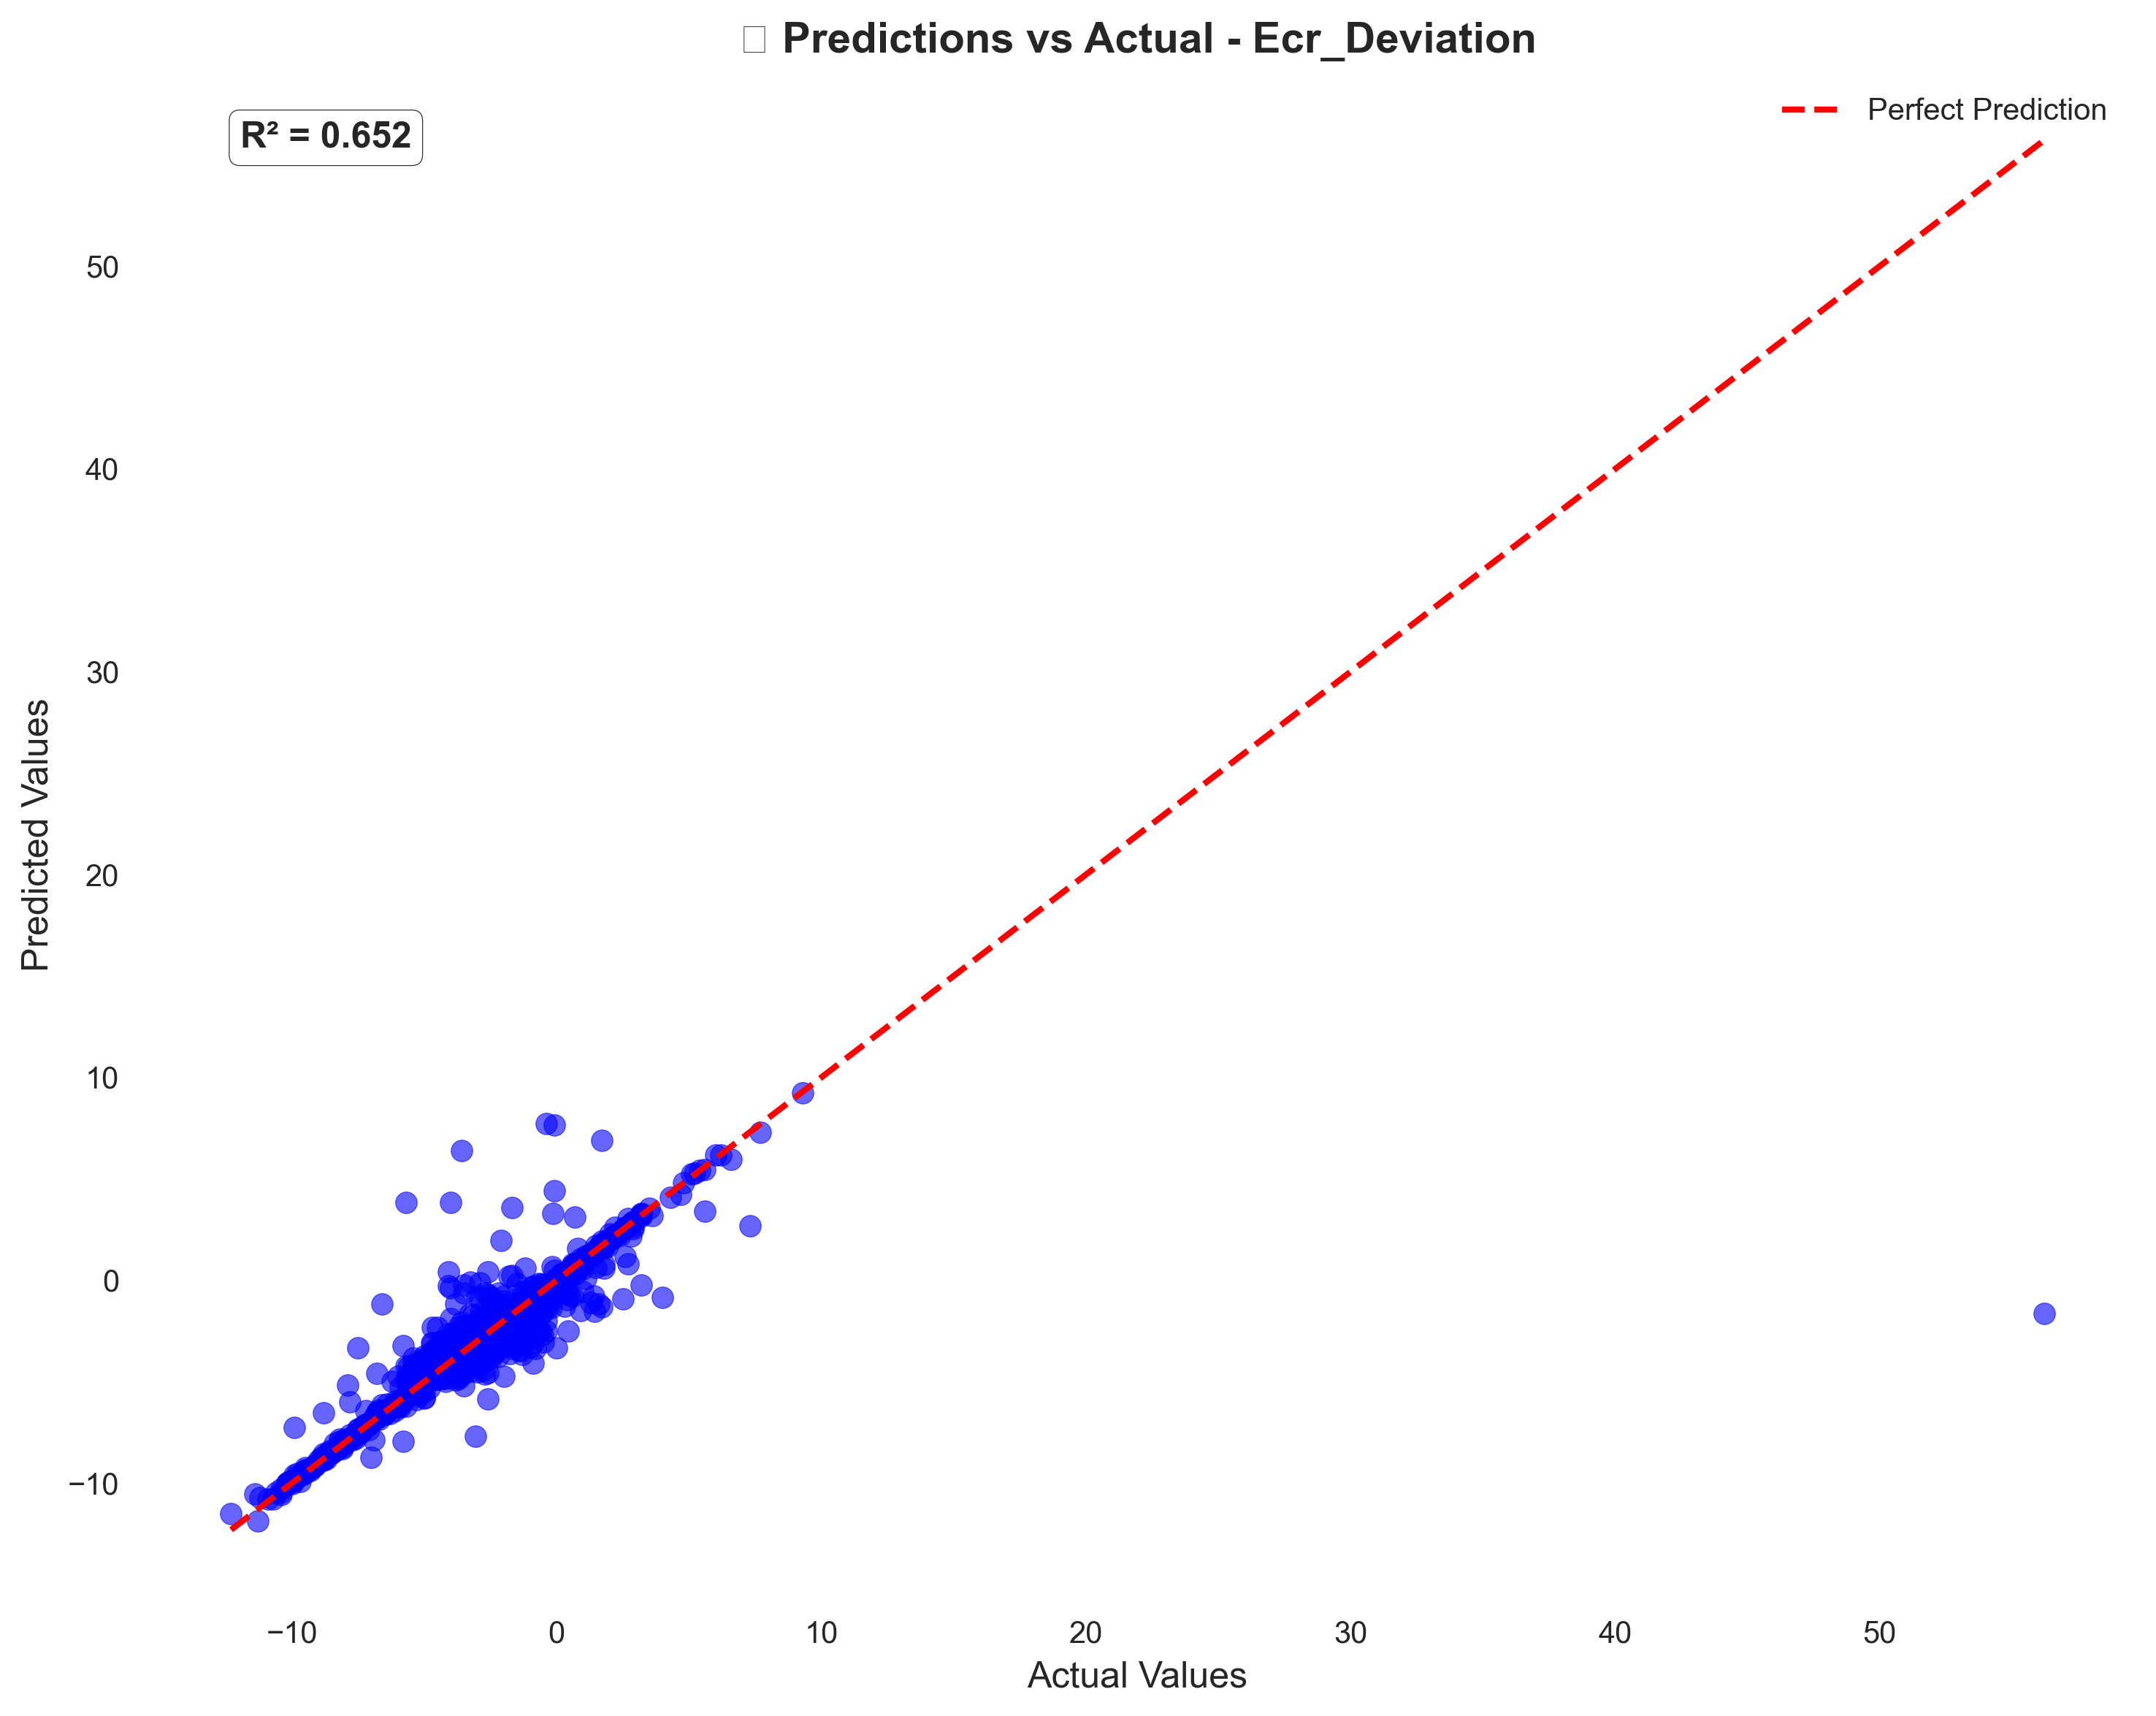 Predictions vs Actual - Ecr_Deviation
R² = 0.652
Perfect Prediction
Predicted Values
50
40
30
20
10
0
−10
−10 0 10 20 30 40 50
Actual Values